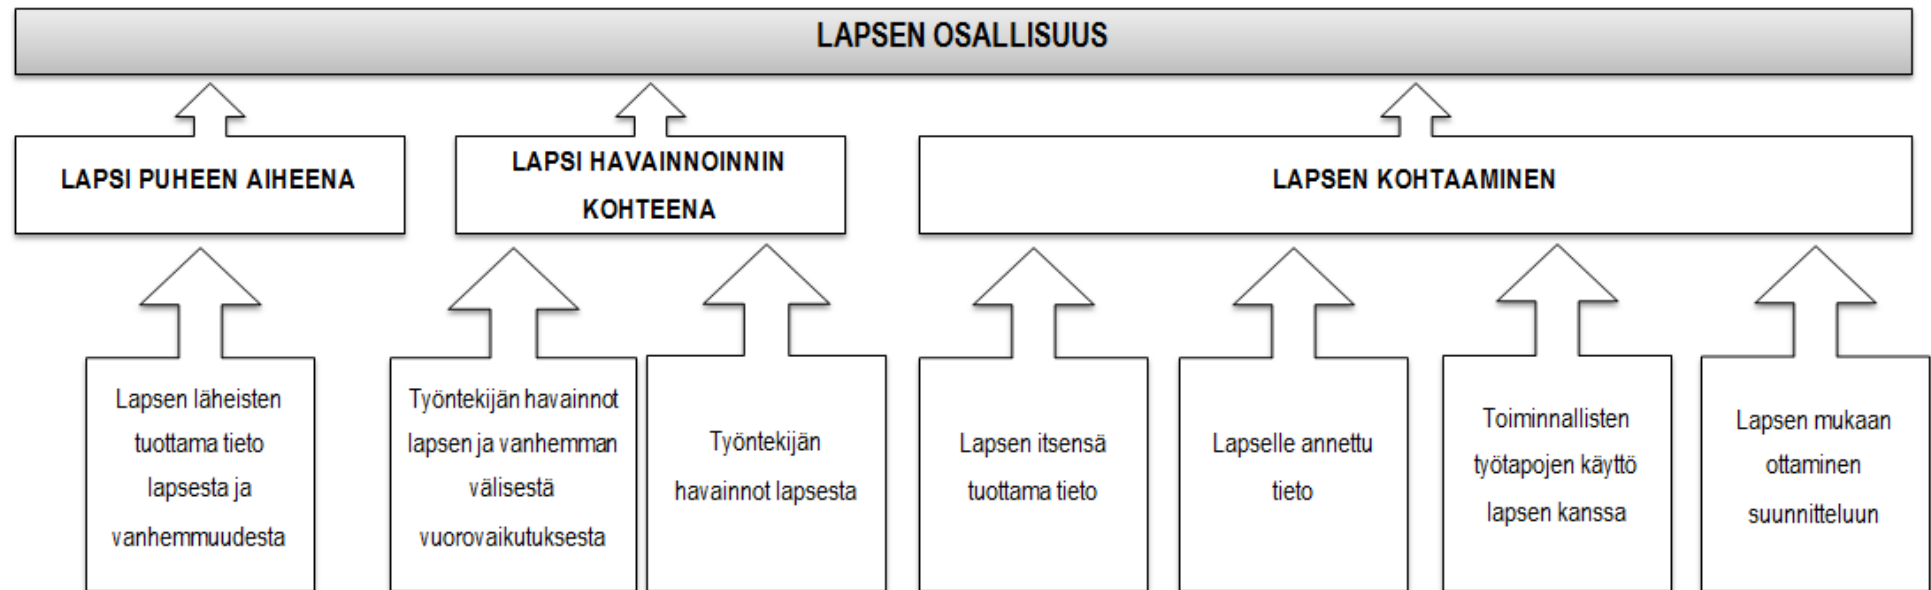 LAPSEN OSALLISUUS
LAPSI PUHEEN AIHEENA
LAPSI HAVAINNOINNIN
KOHTEENA
LAPSEN KOHTAAMINEN
Lapsen läheisten
tuottama tieto
lapsesta ja
vanhemmuudesta
Työntekijän havainnot
lapsen ja vanhemman
välisestä
vuorovaikutuksesta
Työntekijän
havainnot lapsesta
Lapsen itsensä
tuottama tieto
Lapselle annettu
tieto
Toiminnallisten
työtapojen käyttö
lapsen kanssa
Lapsen mukaan
ottaminen
suunnitteluun